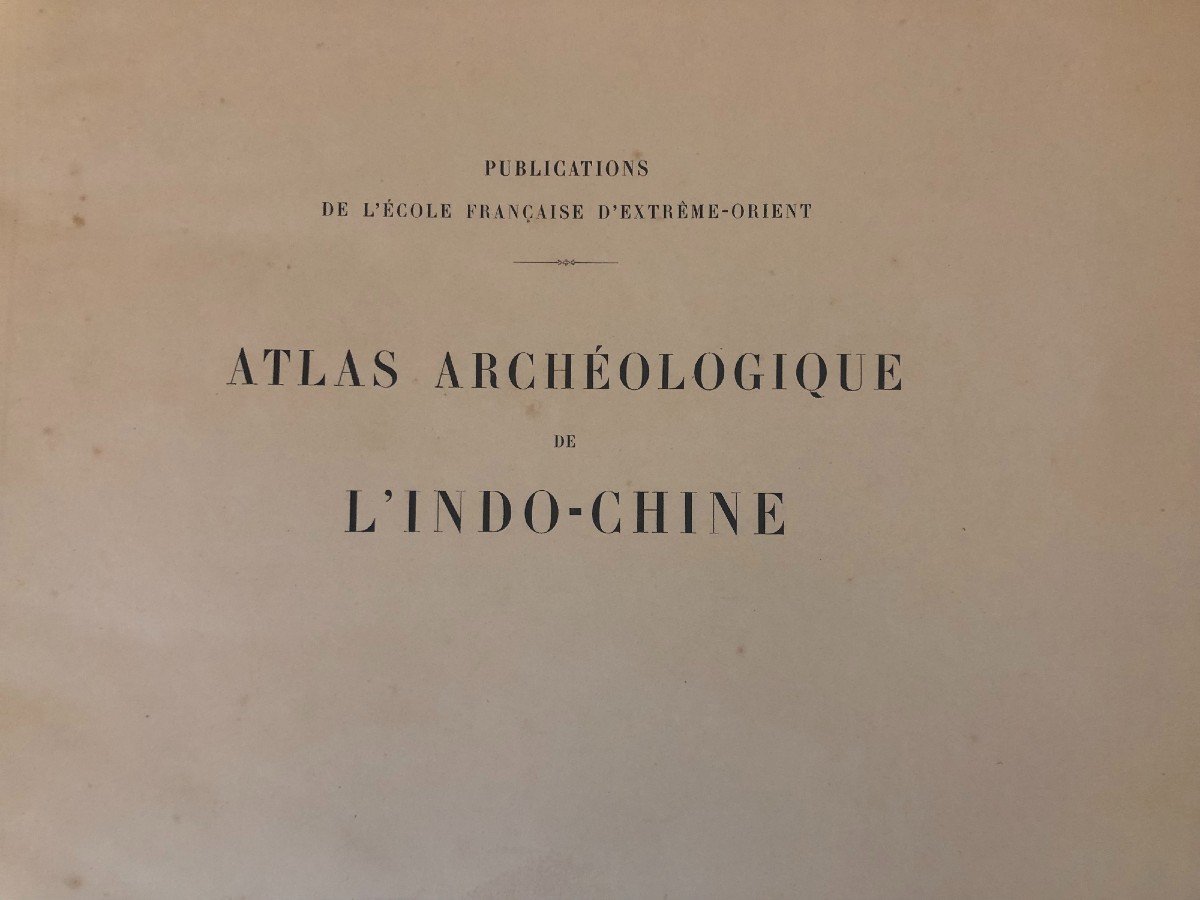 PUBLICATIONS
DE L'ÉCOLE FRANÇAISE D'EXTRÊME-ORIENT
ATLAS ARCHÉOLOGIQUE
DE
L'INDO-CHINE